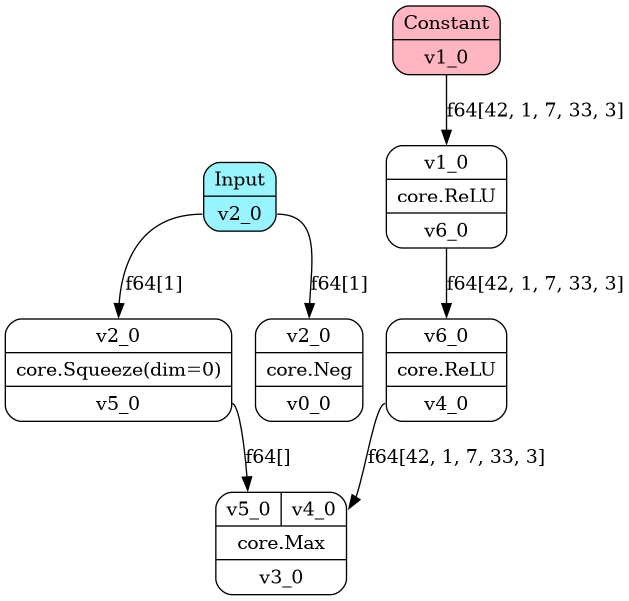 Constant
v1_0
f64[42, 1, 7, 33, 3]
Input
v2_0
v1_0
core.ReLU
v6_0
f64[1]
f64[1]
f64[42, 1, 7, 33, 3]
v2_0
core.Squeeze(dim=0)
v5_0
v2_0
core.Neg
v0_0
v6_0
core.ReLU
v4_0
f64[]
f64[42, 1, 7, 33, 3]
v5_0 v4_0
core.Max
v3_0